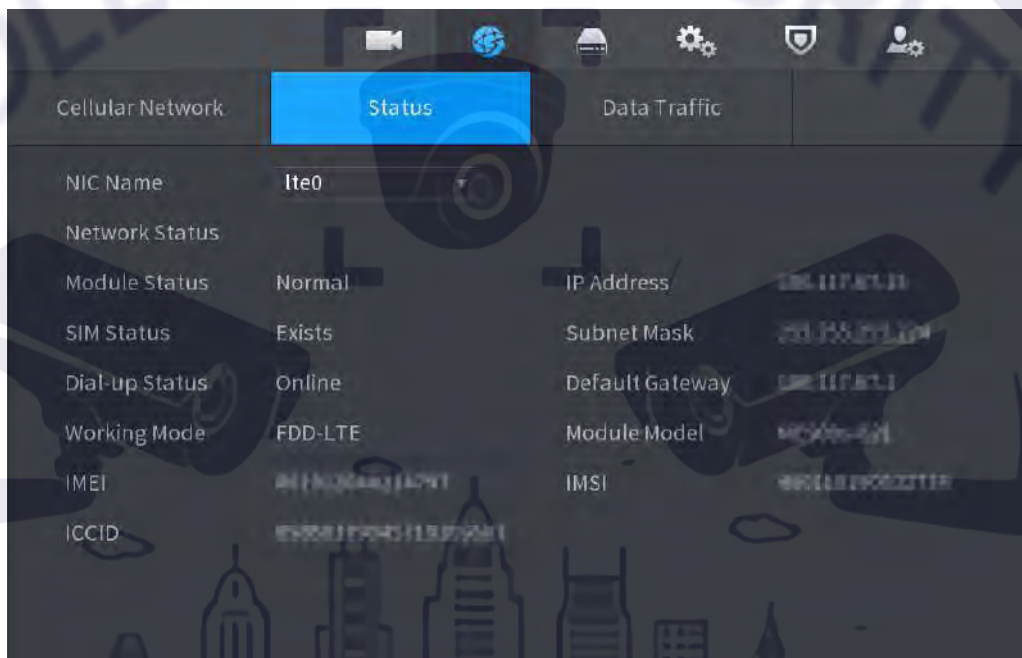 Cellular Network Status Data Traffic
NIC Name lte0
Network Status
Module Status Normal IP Address
SIM Status Exists Subnet Mask
Dial-up Status Online Default Gateway
Working Mode FDD-LTE Module Model
IMEI IMSI
ICCID